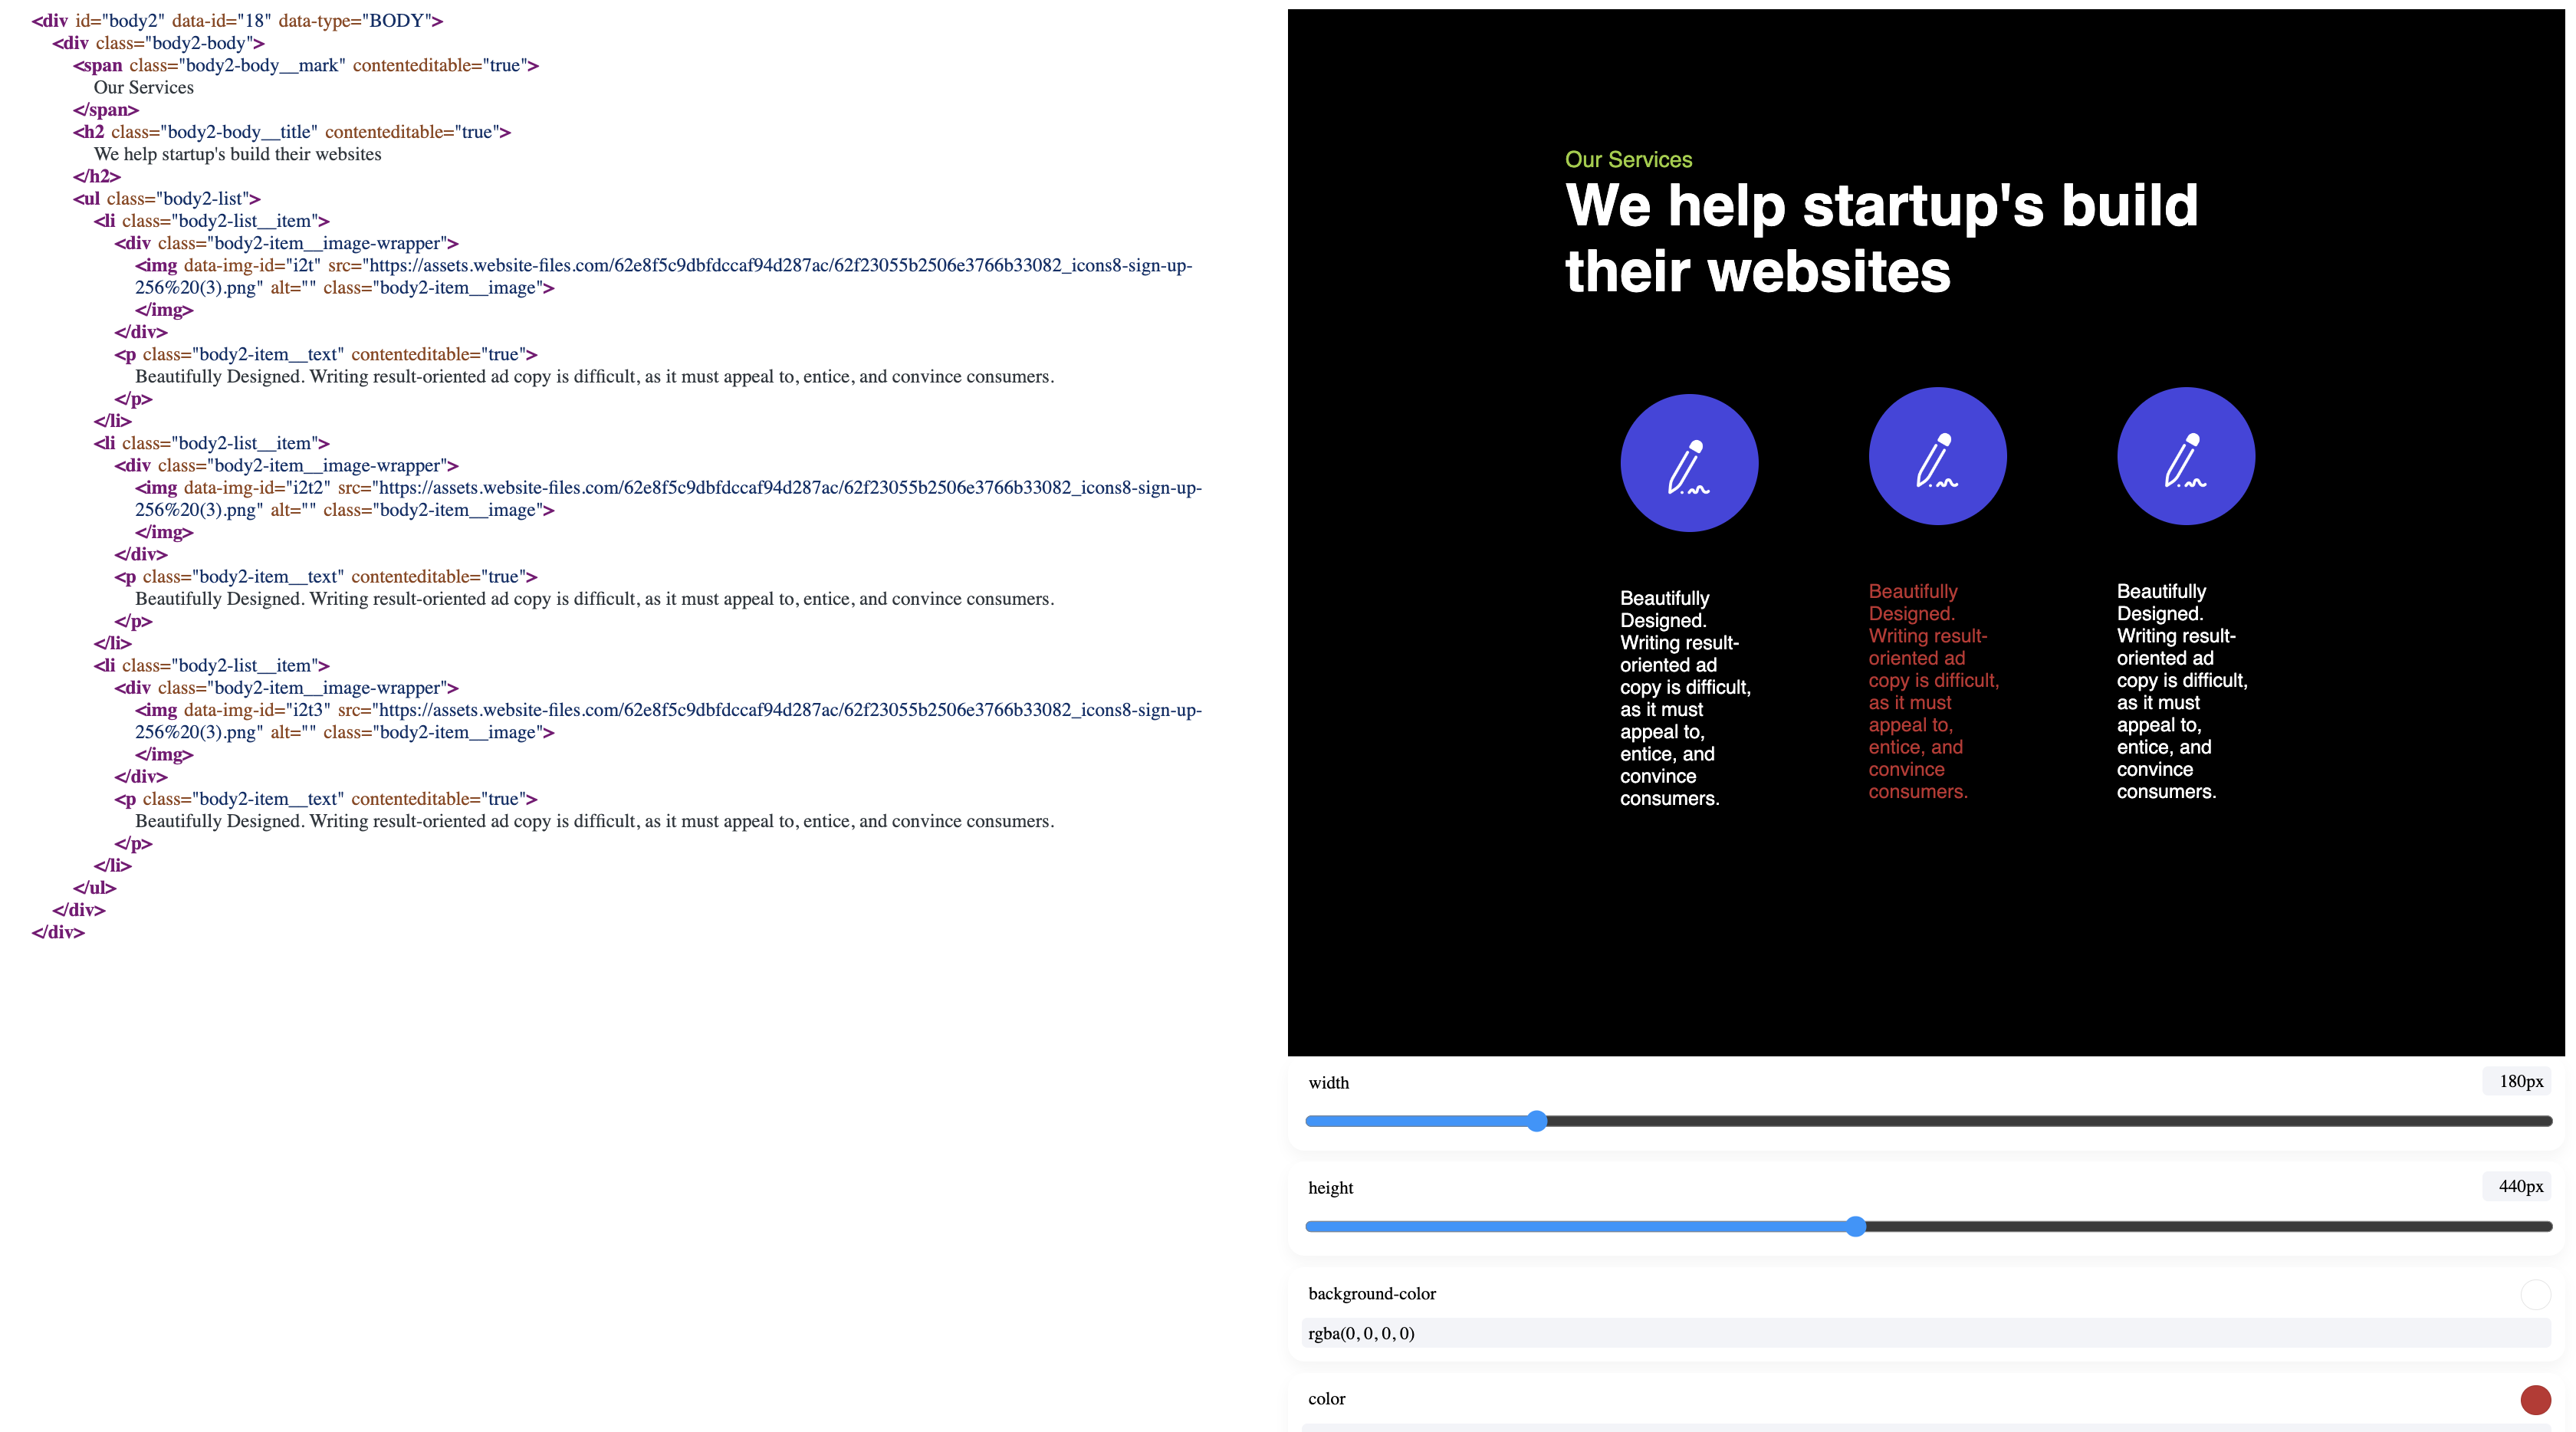 <div id="body2" data-id="18" data-type="BODY">
<div class="body2-body">
<span class="body2-body__mark" contenteditable="true">
Our Services
</span>
<h2 class="body2-body__title" contenteditable="true">
We help startup's build their websites
</h2>
<ul class="body2-list">
<li class="body2-list__item">
<div class="body2-item__image-wrapper">
<img data-img-id="i2t" src="https://assets.website-files.com/62e8f5c9dbfdccaf94d287ac/62f23055b2506e3766b33082_icons8-sign-up-
256%20(3).png" alt="" class="body2-item__image">
</img>
</div>
<p class="body2-item__text" contenteditable="true">
Beautifully Designed. Writing result-oriented ad copy is difficult, as it must appeal to, entice, and convince consumers.
</p>
</li>
<li class="body2-list__item">
<div class="body2-item__image-wrapper">
<img data-img-id="i2t2" src="https://assets.website-files.com/62e8f5c9dbfdccaf94d287ac/62f23055b2506e3766b33082_icons8-sign-up-
256%20(3).png" alt="" class="body2-item__image">
</img>
</div>
<p class="body2-item__text" contenteditable="true">
Beautifully Designed. Writing result-oriented ad copy is difficult, as it must appeal to, entice, and convince consumers.
</p>
</li>
<li class="body2-list__item">
<div class="body2-item__image-wrapper">
<img data-img-id="i2t3" src="https://assets.website-files.com/62e8f5c9dbfdccaf94d287ac/62f23055b2506e3766b33082_icons8-sign-up-
256%20(3).png" alt="" class="body2-item__image">
</img>
</div>
<p class="body2-item__text" contenteditable="true">
Beautifully Designed. Writing result-oriented ad copy is difficult, as it must appeal to, entice, and convince consumers.
</p>
</li>
</ul>
</div>
</div>
Our Services
We help startup's build
their websites
Beautifully
Designed.
Writing result-
oriented ad
copy is difficult,
as it must
appeal to,
entice, and
convince
consumers.
Beautifully
Designed.
Writing result-
oriented ad
copy is difficult,
as it must
appeal to,
entice, and
convince
consumers.
Beautifully
Designed.
Writing result-
oriented ad
copy is difficult,
as it must
appeal to,
entice, and
convince
consumers.
width
180px
height
440px
background-color
rgba(0, 0, 0, 0)
color